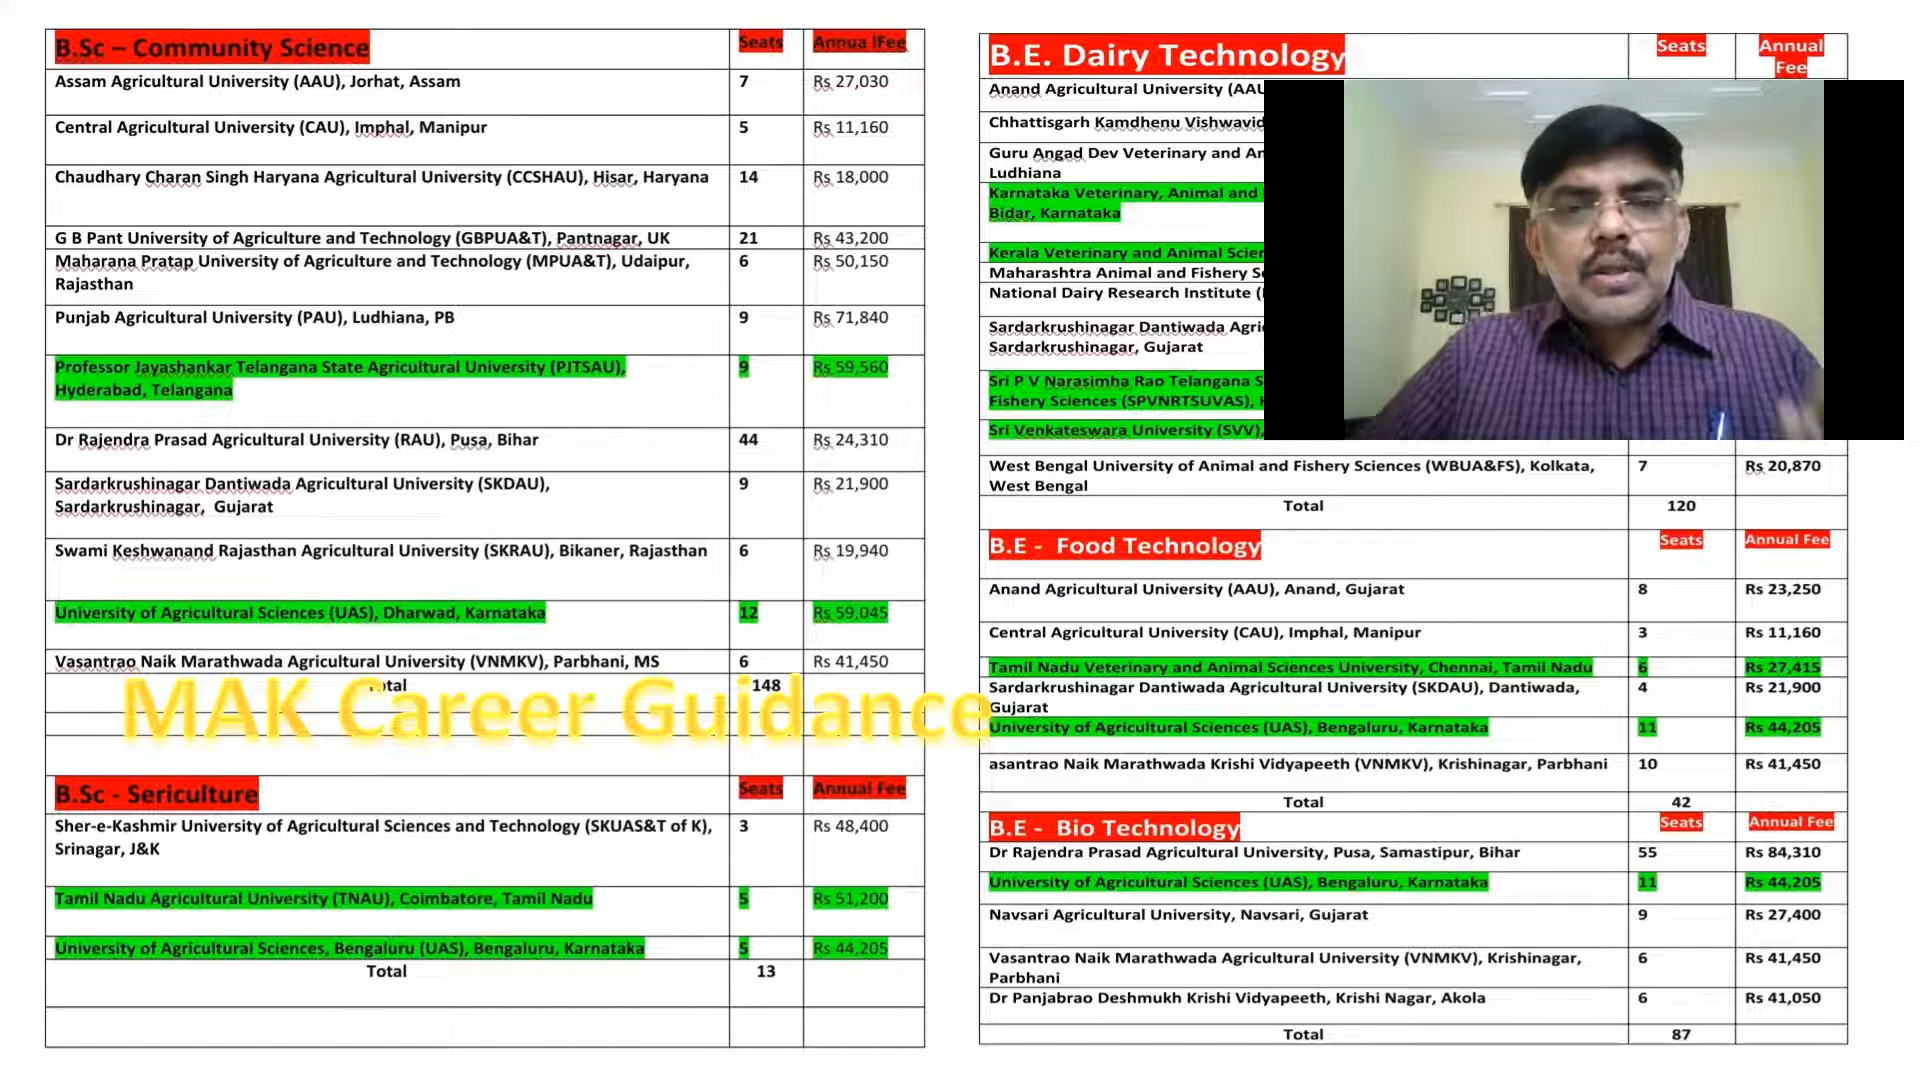 B.Sc – Community Science Seats Annua lFee
Assam Agricultural University (AAU), Jorhat, Assam 7 Rs 27,030
Central Agricultural University (CAU), Imphal, Manipur 5 Rs 11,160
Chaudhary Charan Singh Haryana Agricultural University (CCSHAU), Hisar, Haryana 14 Rs 18,000
G B Pant University of Agriculture and Technology (GBPUA&T), Pantnagar, UK 21 Rs 43,200
Maharana Pratap University of Agriculture and Technology (MPUA&T), Udaipur, 6 Rs 50,150
Rajasthan
Punjab Agricultural University (PAU), Ludhiana, PB 9 Rs 71,840
Professor Jayashankar Telangana State Agricultural University (PJTSAU), 9 Rs 59,560
Hyderabad, Telangana
Dr Rajendra Prasad Agricultural University (RAU), Pusa, Bihar 44 Rs 24,310
Sardarkrushinagar Dantiwada Agricultural University (SKDAU), 9 Rs 21,900
Sardarkrushinagar, Gujarat
Swami Keshwanand Rajasthan Agricultural University (SKRAU), Bikaner, Rajasthan 6 Rs 19,940
University of Agricultural Sciences (UAS), Dharwad, Karnataka 12 Rs 59,045
Vasantrao Naik Marathwada Agricultural University (VNMKV), Parbhani, MS 6 Rs 41,450
148
MAK Career Guidance
B.Sc - Sericulture Seats Annual Fee
Sher-e-Kashmir University of Agricultural Sciences and Technology (SKUAS&T of K), 3 Rs 48,400
Srinagar, J&K
Tamil Nadu Agricultural University (TNAU), Coimbatore, Tamil Nadu 5 Rs 51,200
University of Agricultural Sciences, Bengaluru (UAS), Bengaluru, Karnataka 5 Rs 44,205
Total 13
B.E. Dairy Technology Seats Annual
Fee
Anand Agricultural University (AAU
Chhattisgarh Kamdhenu Vishwavid
Guru Angad Dev Veterinary and An
Ludhiana
Karnataka Veterinary, Animal and
Bidar, Karnataka
Kerala Veterinary and Animal Scien
Maharashtra Animal and Fishery S
National Dairy Research Institute (
Sardarkrushinagar Dantiwada Agri
Sardarkrushinagar, Gujarat
Sri P V Narasimha Rao Telangana S
Fishery Sciences (SPVNRTSUVAS),
Sri Venkateswara University (SVV),
West Bengal University of Animal and Fishery Sciences (WBUA&FS), Kolkata, 7 Rs 20,870
West Bengal
Total 120
B.E - Food Technology Seats Annual Fee
Anand Agricultural University (AAU), Anand, Gujarat 8 Rs 23,250
Central Agricultural University (CAU), Imphal, Manipur 3 Rs 11,160
Tamil Nadu Veterinary and Animal Sciences University, Chennai, Tamil Nadu 6 Rs 27,415
Sardarkrushinagar Dantiwada Agricultural University (SKDAU), Dantiwada, 4 Rs 21,900
Gujarat
University of Agricultural Sciences (UAS), Bengaluru, Karnataka 11 Rs 44,205
asantrao Naik Marathwada Krishi Vidyapeeth (VNMKV), Krishinagar, Parbhani 10 Rs 41,450
Total 42
B.E - Bio Technology Seats Annual Fee
Dr Rajendra Prasad Agricultural University, Pusa, Samastipur, Bihar 55 Rs 84,310
University of Agricultural Sciences (UAS), Bengaluru, Karnataka 11 Rs 44,205
Navsari Agricultural University, Navsari, Gujarat 9 Rs 27,400
Vasantrao Naik Marathwada Agricultural University (VNMKV), Krishinagar, 6 Rs 41,450
Parbhani
Dr Panjabrao Deshmukh Krishi Vidyapeeth, Krishi Nagar, Akola 6 Rs 41,050
Total 87